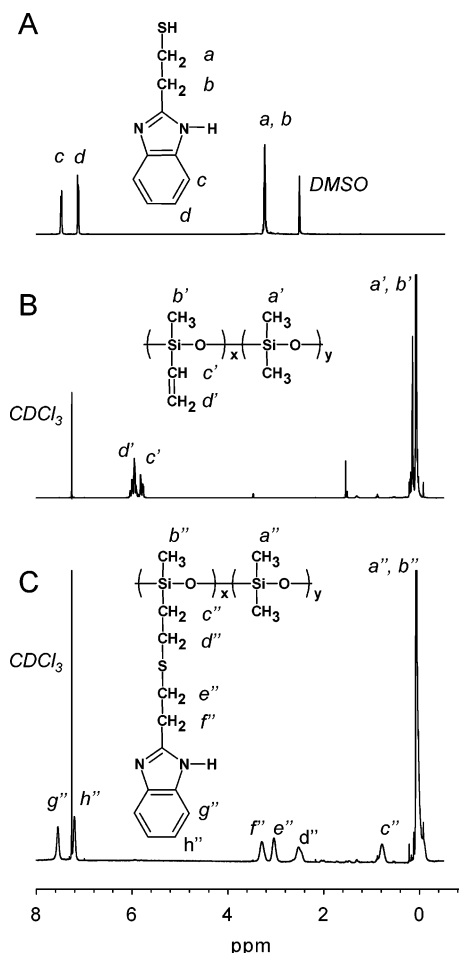 A
SH
CH2 a
CH2 b
N N H
c
d
c d
a, b
DMSO
B
a’, b’
b’ a’
CH3 CH3
( Si O )x ( Si O )y
CH c’ CH3
CH2 d’
CDCl3
d’ c’
C
b” a”
a”, b”
CH3 CH3
( Si O )x ( Si O )y
CH2 c” CH3
CH2 d”
S
CDCl3
CH2 e”
CH2 f”
N N H
g”
h”
g” h”
f” e” d” c”
8 6 4 2 0
ppm